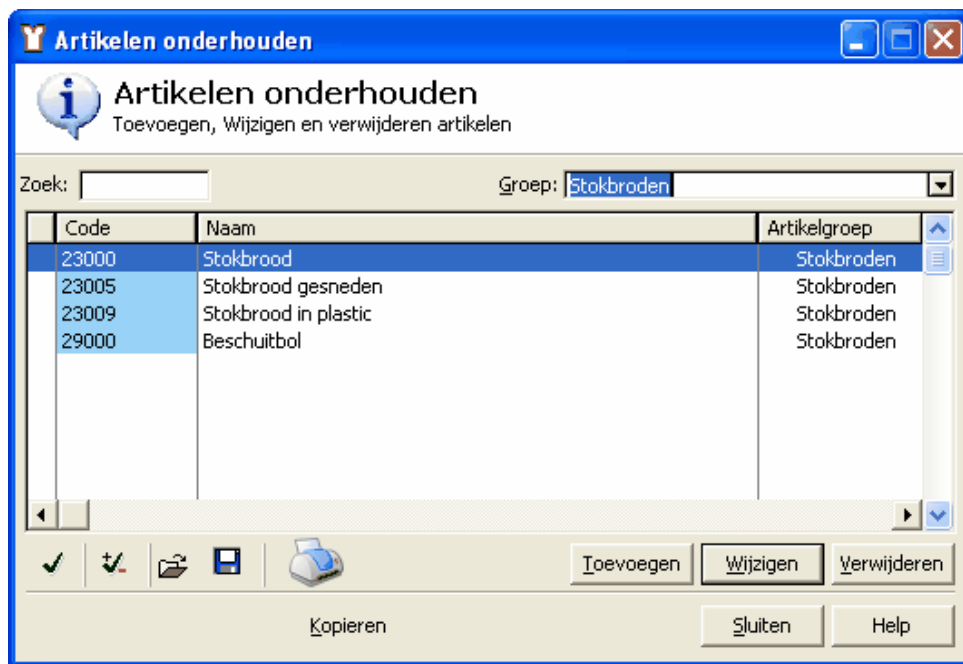 Artikelen onderhouden
Artikelen onderhouden
Toevoegen, Wijzigen en verwijderen artikelen
Zoek: Groep: Stokbroden
Code Naam Artikelgroep
23000 Stokbrood Stokbroden
23005 Stokbrood gesneden Stokbroden
23009 Stokbrood in plastic Stokbroden
29000 Beschuitbol Stokbroden
Toevoegen Wijzigen Verwijderen
Kopieren Sluiten Help